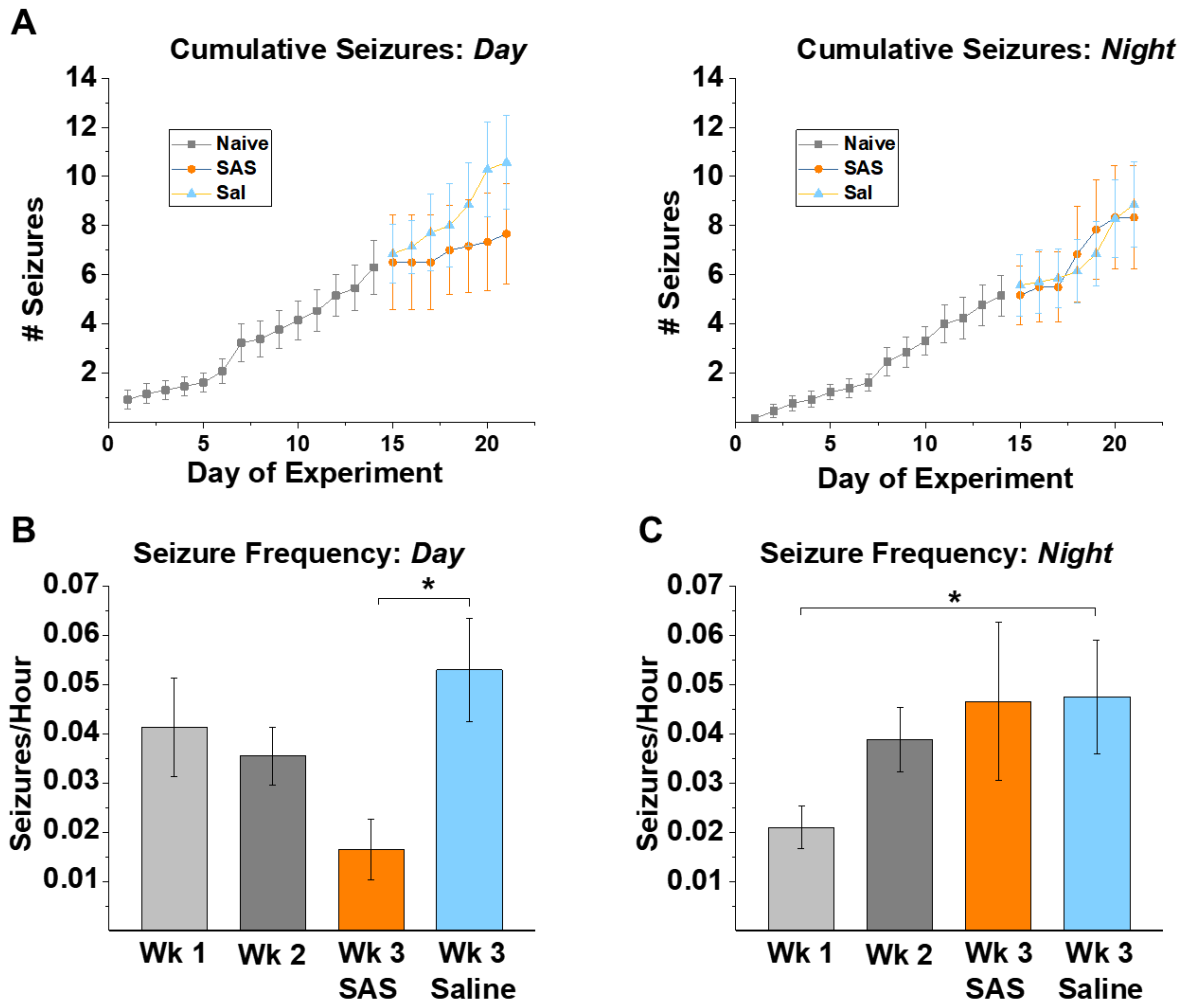 A
Cumulative Seizures: Day
# Seizures
14
12
10
8
6
4
2
Naive
SAS
Sal
0
5
10
15
20
Day of Experiment
Cumulative Seizures: Night
# Seizures
14
12
10
8
6
4
2
Naive
SAS
Sal
0
5
10
15
20
Day of Experiment
B
Seizure Frequency: Day
Seizures/Hour
0.07
0.06
0.05
0.04
0.03
0.02
0.01
*
Wk 1
Wk 2
Wk 3
SAS
Wk 3
Saline
C
Seizure Frequency: Night
Seizures/Hour
0.07
0.06
0.05
0.04
0.03
0.02
0.01
*
Wk 1
Wk 2
Wk 3
SAS
Wk 3
Saline